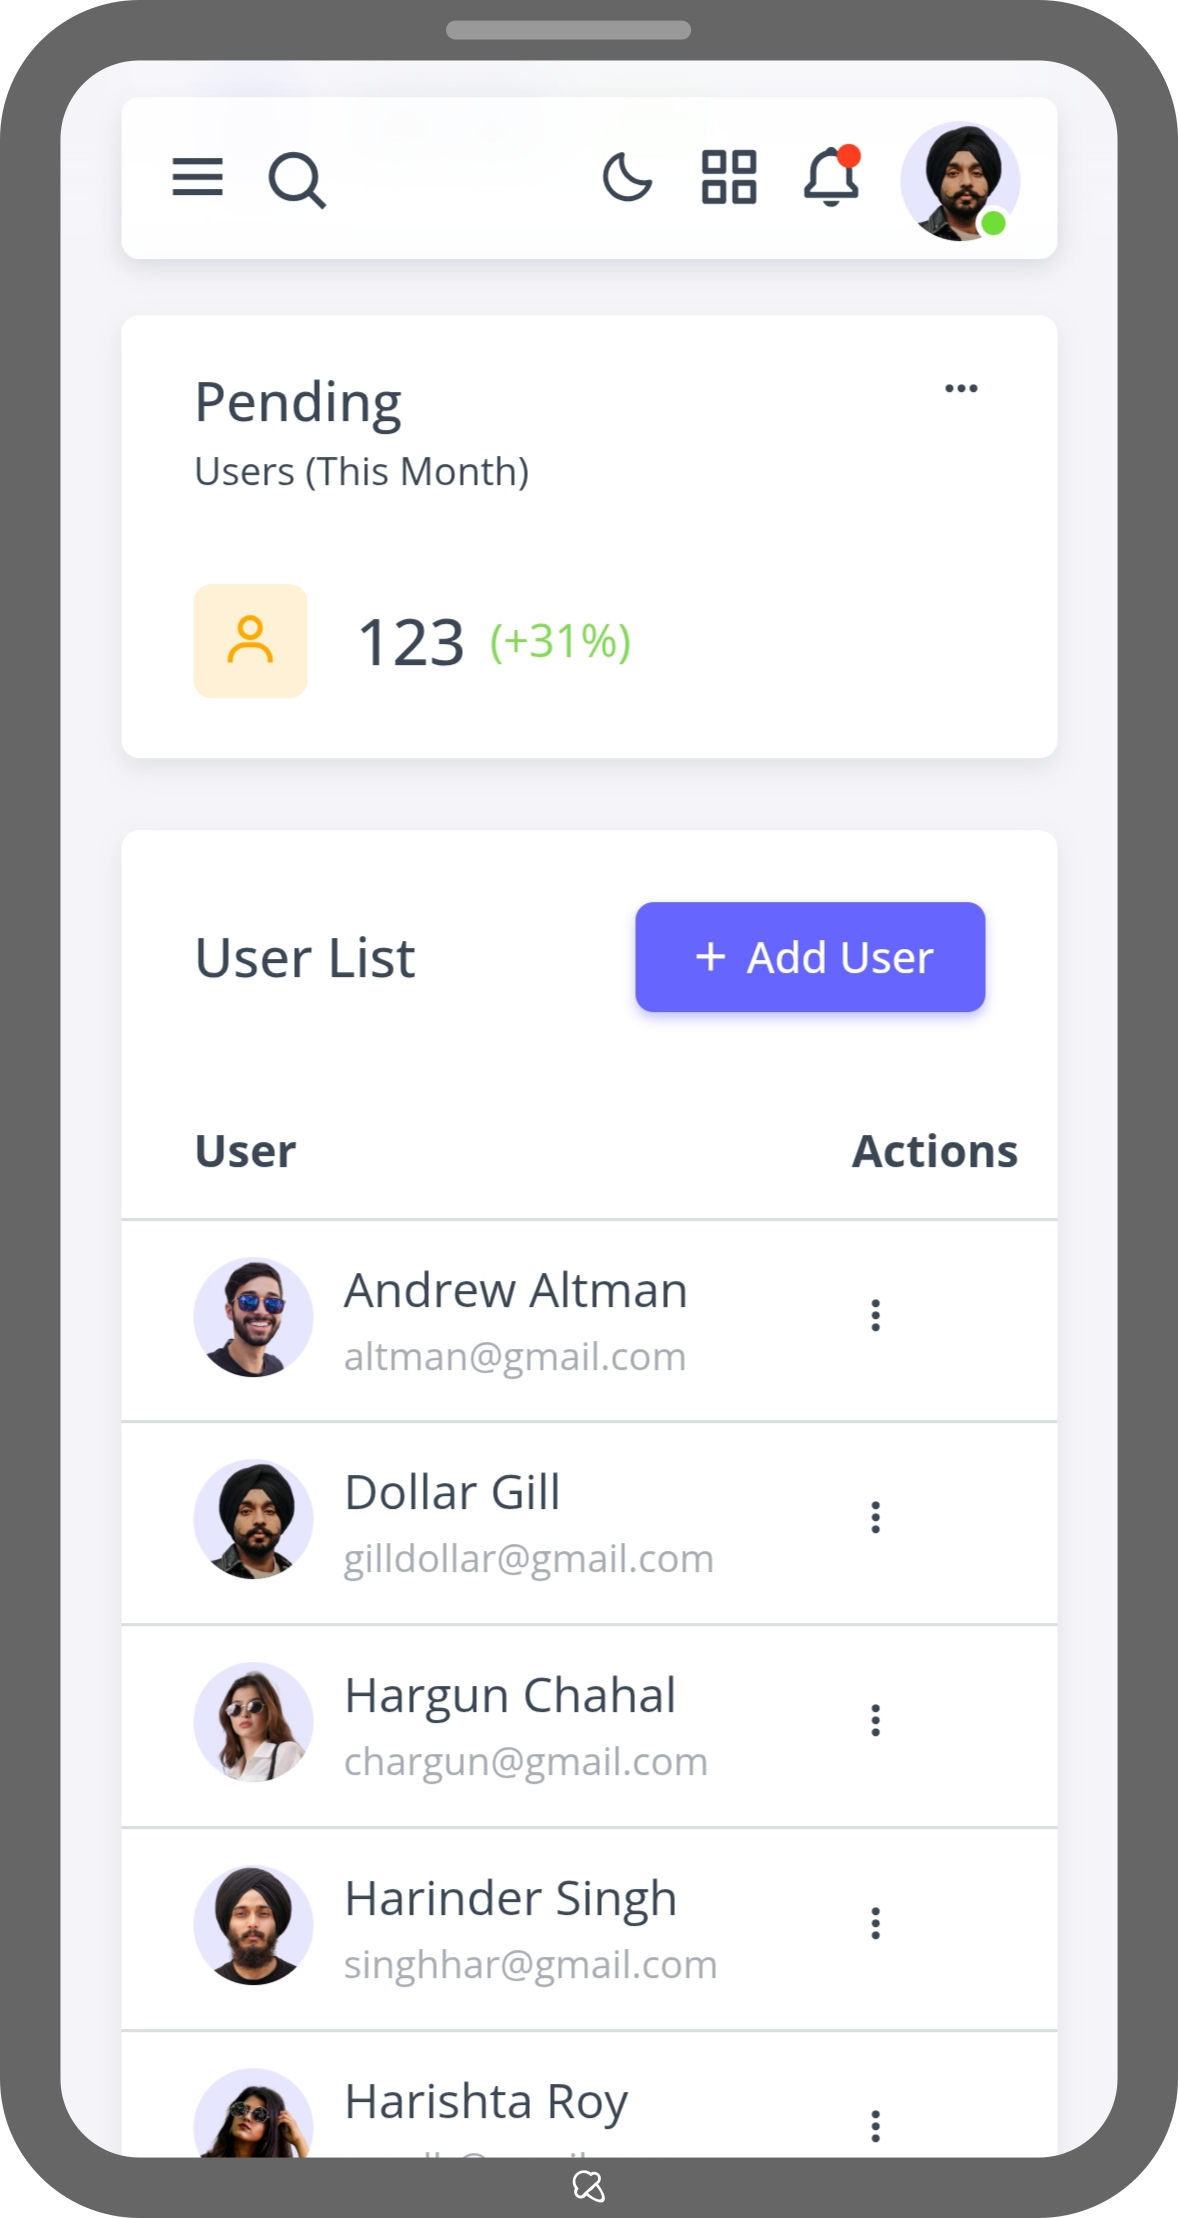 Pending
Users (This Month)
123 (+31%)
User List
+ Add User
User Actions
Andrew Altman
altman@gmail.com
Dollar Gill
gilldollar@gmail.com
Hargun Chahal
chargun@gmail.com
Harinder Singh
singhhar@gmail.com
Harishta Roy